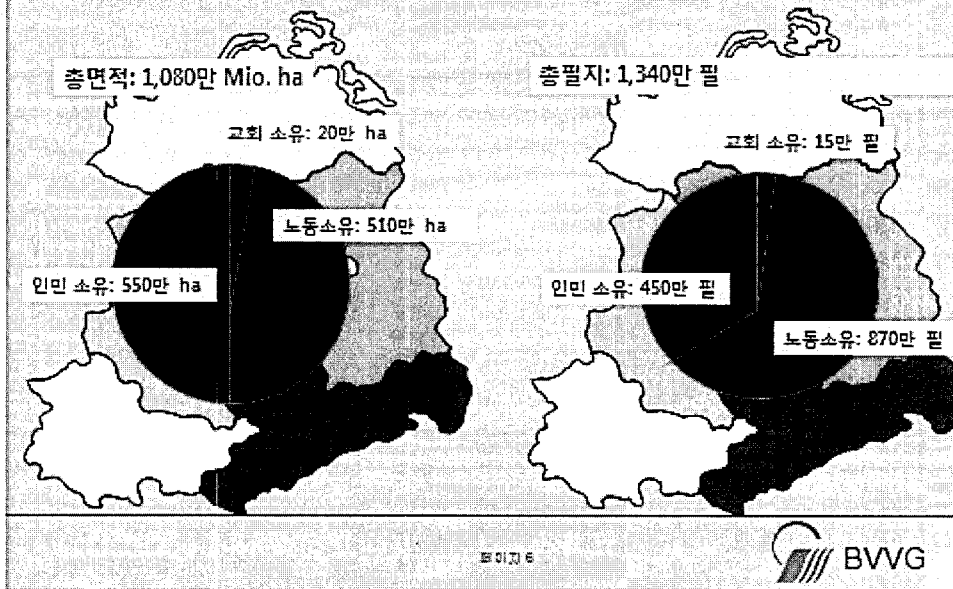 총면적: 1,080만 Mio. ha
교회 소유: 20만 ha
노동소유: 510만 ha
인민 소유: 550만 ha
총필지: 1,340만 필
교회 소유: 15만 필
인민 소유: 450만 필
노동소유: 870만 필
페이지 6
BVVG